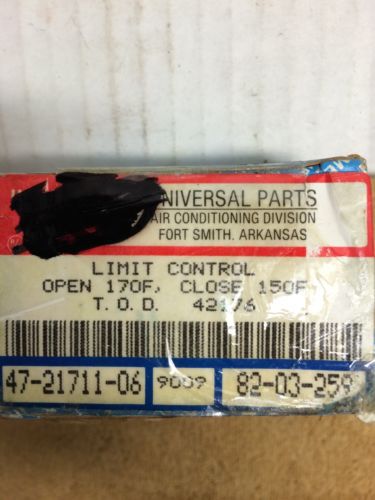 UNIVERSAL PARTS
AIR CONDITIONING DIVISION
FORT SMITH, ARKANSAS
LIMIT CONTROL
OPEN 170F, CLOSE 150F
T.O.D. 42176
47-21711-06 9009 82-03-259